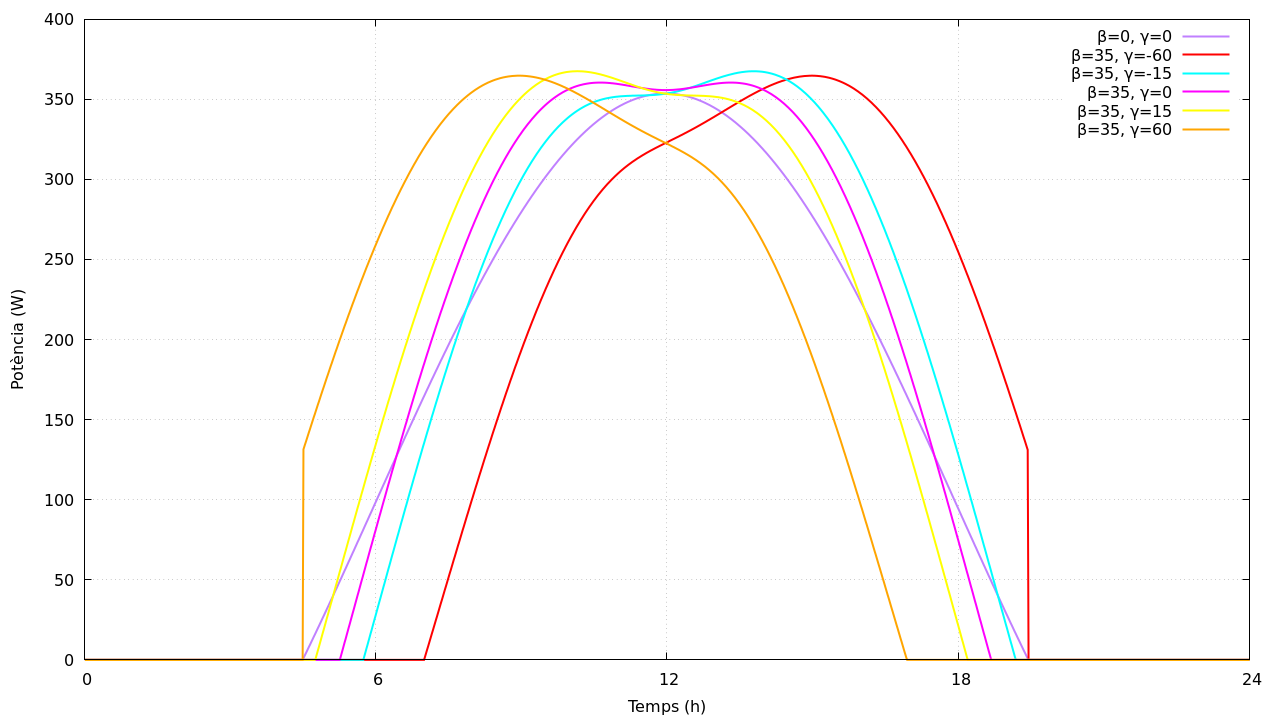 400
350
300
250
200
150
100
50
0
Potència (W)
0 6 12 18 24
Temps (h)
β=0, γ=0
β=35, γ=-60
β=35, γ=-15
β=35, γ=0
β=35, γ=15
β=35, γ=60